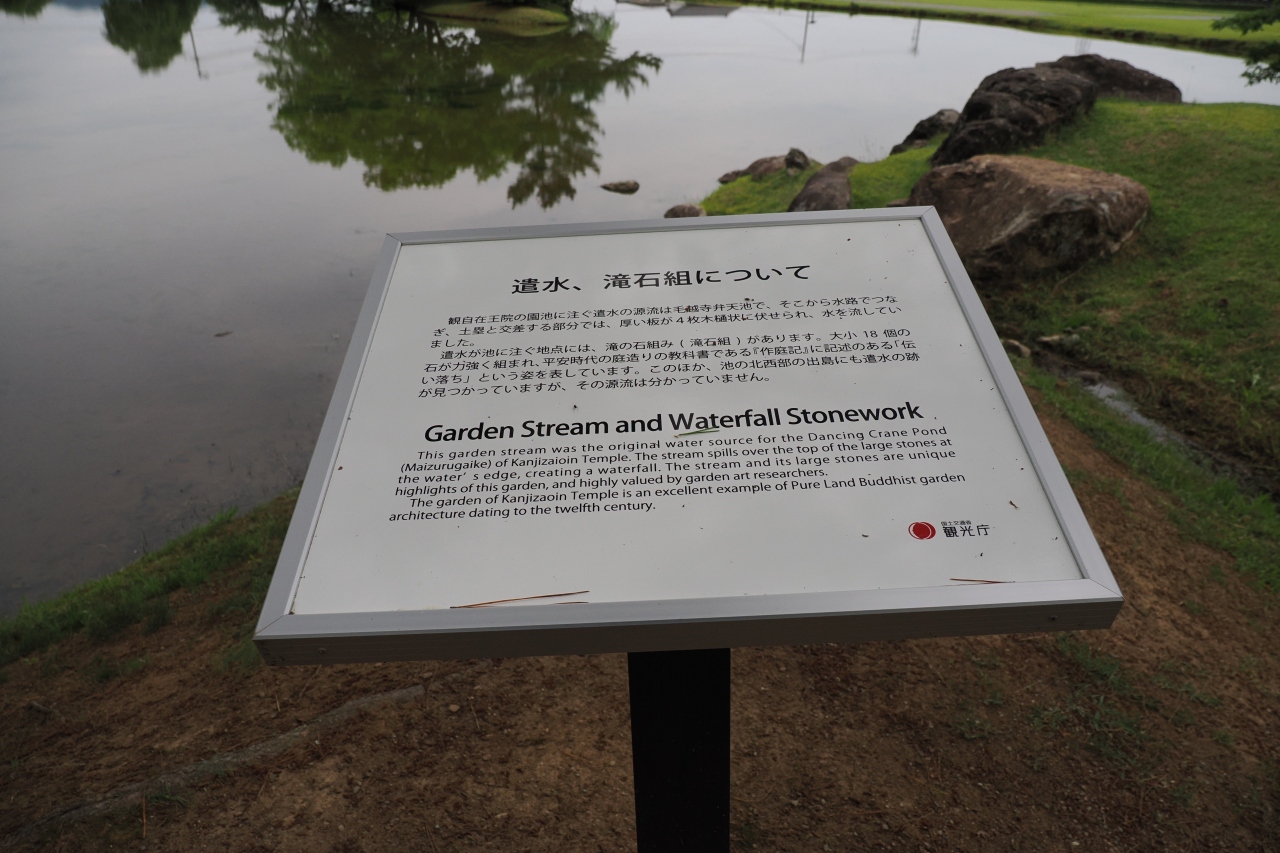 遣水、滝石組について
観自在王院の園池に注ぐ遣水の源流は毛越寺弁天池で、そこから水路でつな
ぎ、土塁と交差する部分では、厚い板が４枚木樋状に伏せられ、水を流してい
ました。
遣水が池に注ぐ地点には、滝の石組み ( 滝石組 ) があります。大小 18 個の
石が力強く組まれ、平安時代の庭造りの教科書である『作庭記』に記述のある「伝
い落ち」という姿を表しています。このほか、池の北西部の出島にも遣水の跡
が見つかっていますが、その源流は分かっていません。
Garden Stream and Waterfall Stonework
This garden stream was the original water source for the Dancing Crane Pond
(Maizurugaike) of Kanjizaioin Temple. The stream spills over the top of the large stones at
the water's edge, creating a waterfall. The stream and its large stones are unique
highlights of this garden, and highly valued by garden art researchers.
The garden of Kanjizaoin Temple is an excellent example of Pure Land Buddhist garden
architecture dating to the twelfth century.
国土交通省
観光庁